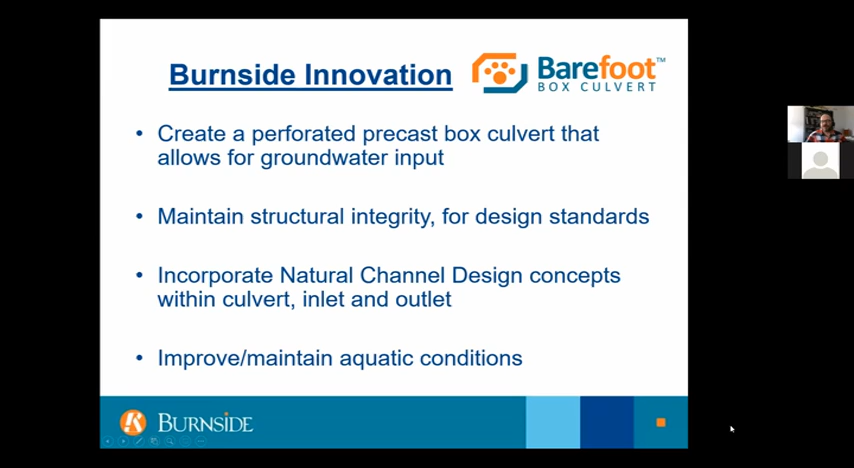 Burnside Innovation
Barefoot™
BOX CULVERT
• Create a perforated precast box culvert that
allows for groundwater input
• Maintain structural integrity, for design standards
• Incorporate Natural Channel Design concepts
within culvert, inlet and outlet
• Improve/maintain aquatic conditions
BURNSIDE